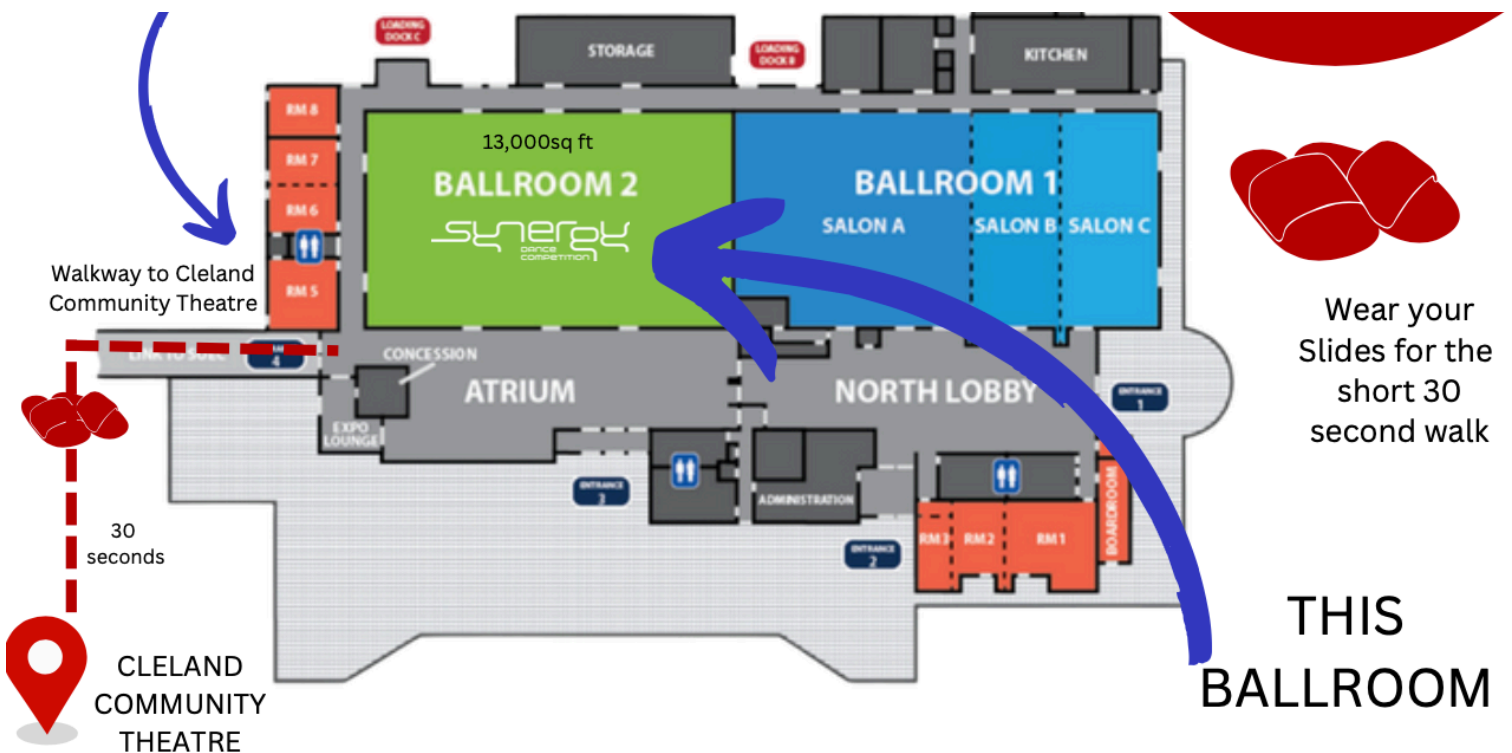 LOADING
DOCK C
STORAGE
LOADING
DOCK B
KITCHEN
RM 8
RM 7
RM 6
RM 5
13,000sq ft
BALLROOM 2
synergy
DANCE
COMPETITION
BALLROOM 1
SALON A
SALON B
SALON C
Walkway to Cleland
Community Theatre
LINK TO
4
CONCESSION
ATRIUM
EXPO
LOUNGE
NORTH LOBBY
ENTRANCE
1
ENTRANCE
3
ADMINISTRATION
ENTRANCE
2
RM 3
RM 2
RM 1
BOARDROOM
Wear your
Slides for the
short 30
second walk
30
seconds
CLELAND
COMMUNITY
THEATRE
THIS
BALLROOM